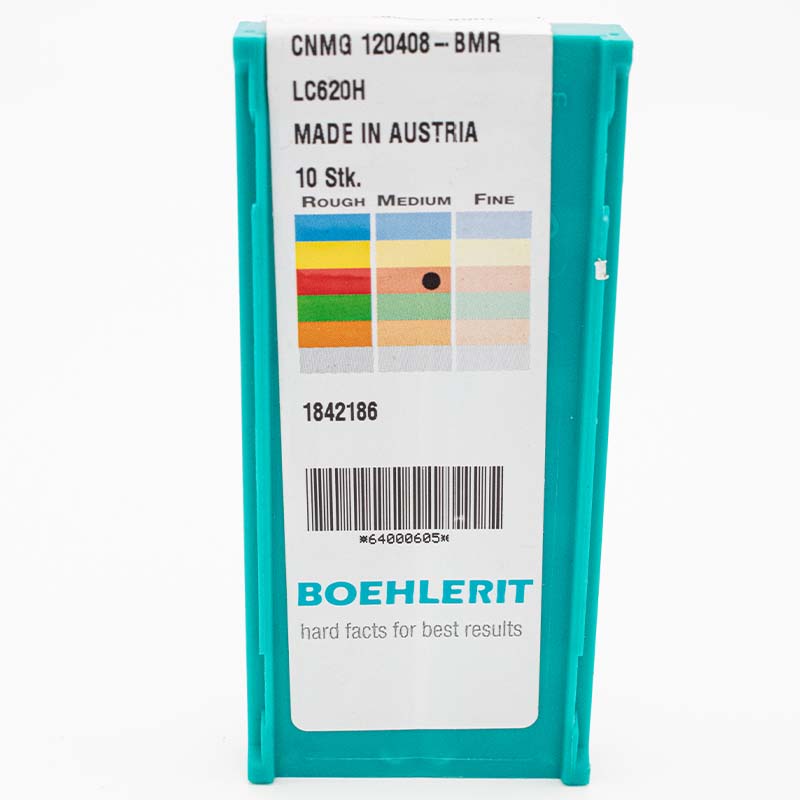 CNMG 120408-BMR
LC620H
MADE IN AUSTRIA
10 Stk.
ROUGH MEDIUM FINE
1842186
*64000605*
BOEHLERIT
hard facts for best results